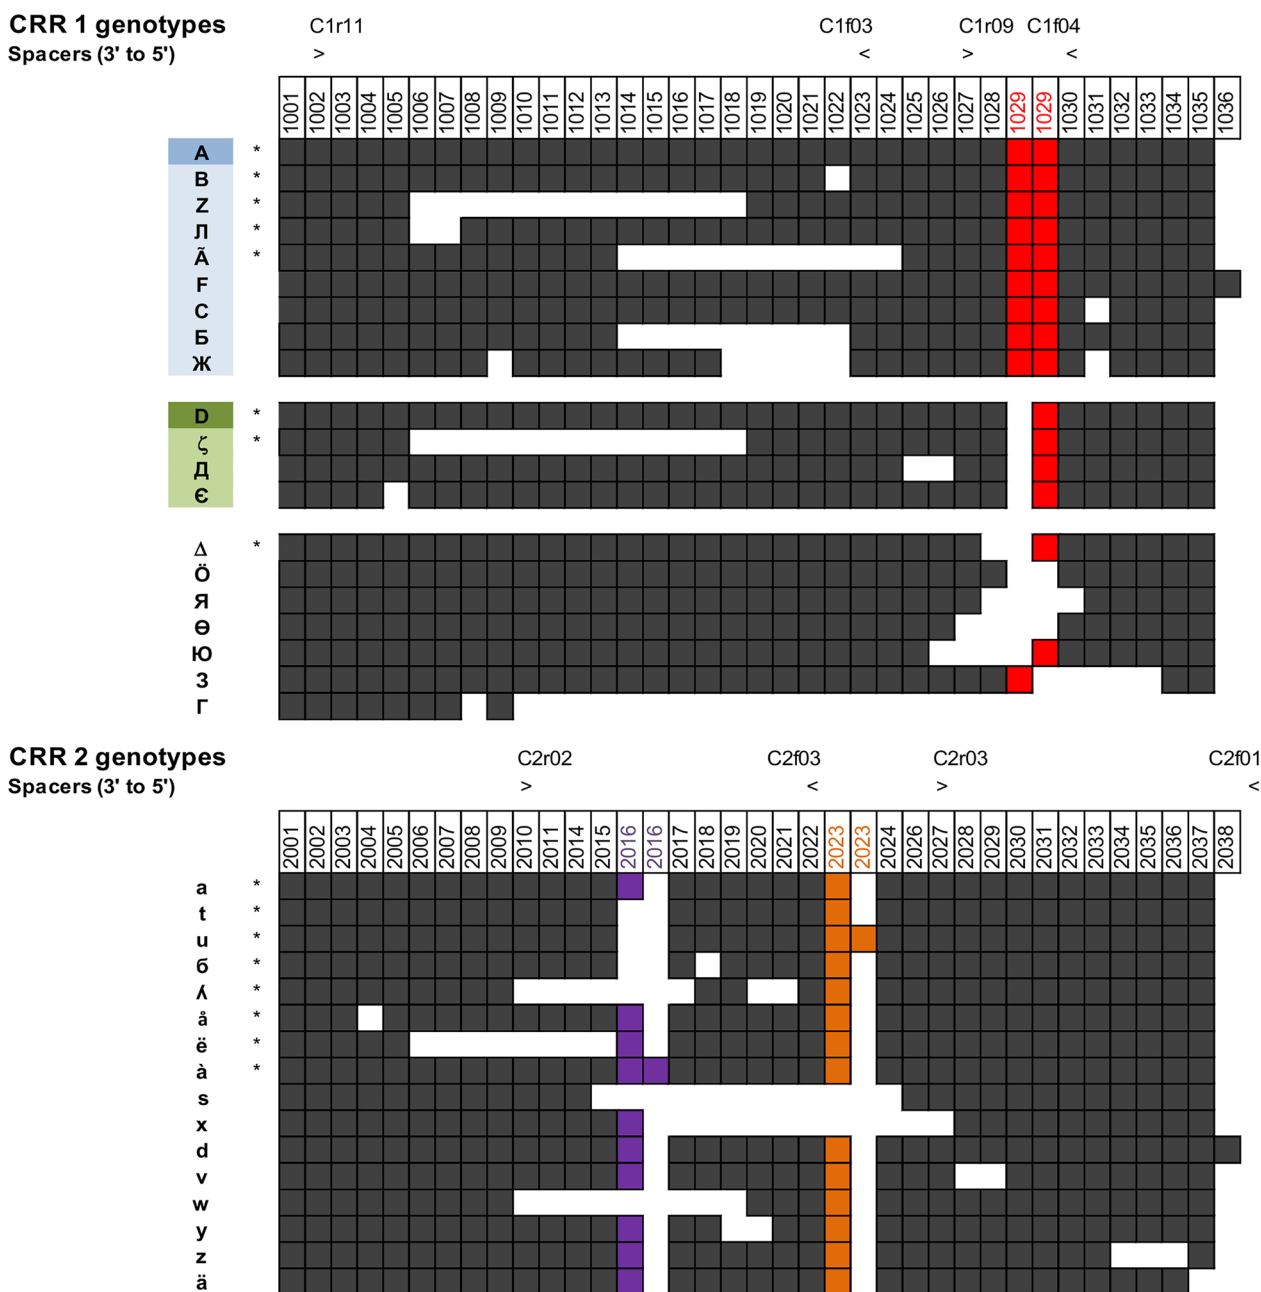 CRR 1 genotypes C1r11 C1f03 C1r09 C1f04
Spacers (3' to 5') > < > <
1001 1002 1003 1004 1005 1006 1007 1008 1009 1010 1011 1012 1013 1014 1015 1016 1017 1018 1019 1020 1021 1022 1023 1024 1025 1026 1027 1028 1029 1029 1030 1031 1032 1033 1034 1035 1036
A *
B *
Z *
Л *
Ã *
F
C
Б
Ж
D *
ζ *
Д
Є
Δ *
Ö
Я
Ө
Ю
З
Г
CRR 2 genotypes C2r02 C2f03 C2r03 C2f01
Spacers (3' to 5') > < > <
2001 2002 2003 2004 2005 2006 2007 2008 2009 2010 2011 2014 2015 2016 2016 2017 2018 2019 2020 2021 2022 2023 2023 2024 2026 2027 2028 2029 2030 2031 2032 2033 2034 2035 2036 2037 2038
a *
t *
u *
б *
ʎ *
å *
ë *
à *
s
x
d
v
w
y
z
ä